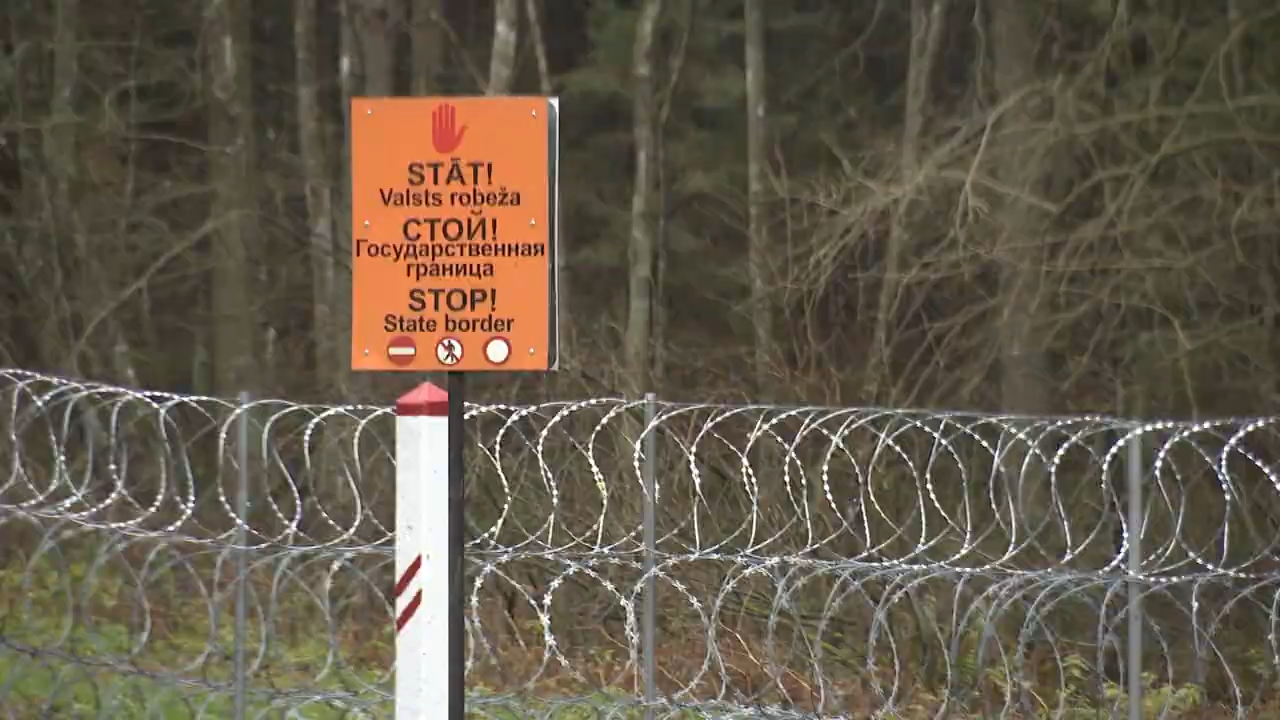 STĀT!
Valsts robeža
СТОЙ!
Государственная
граница
STOP!
State border